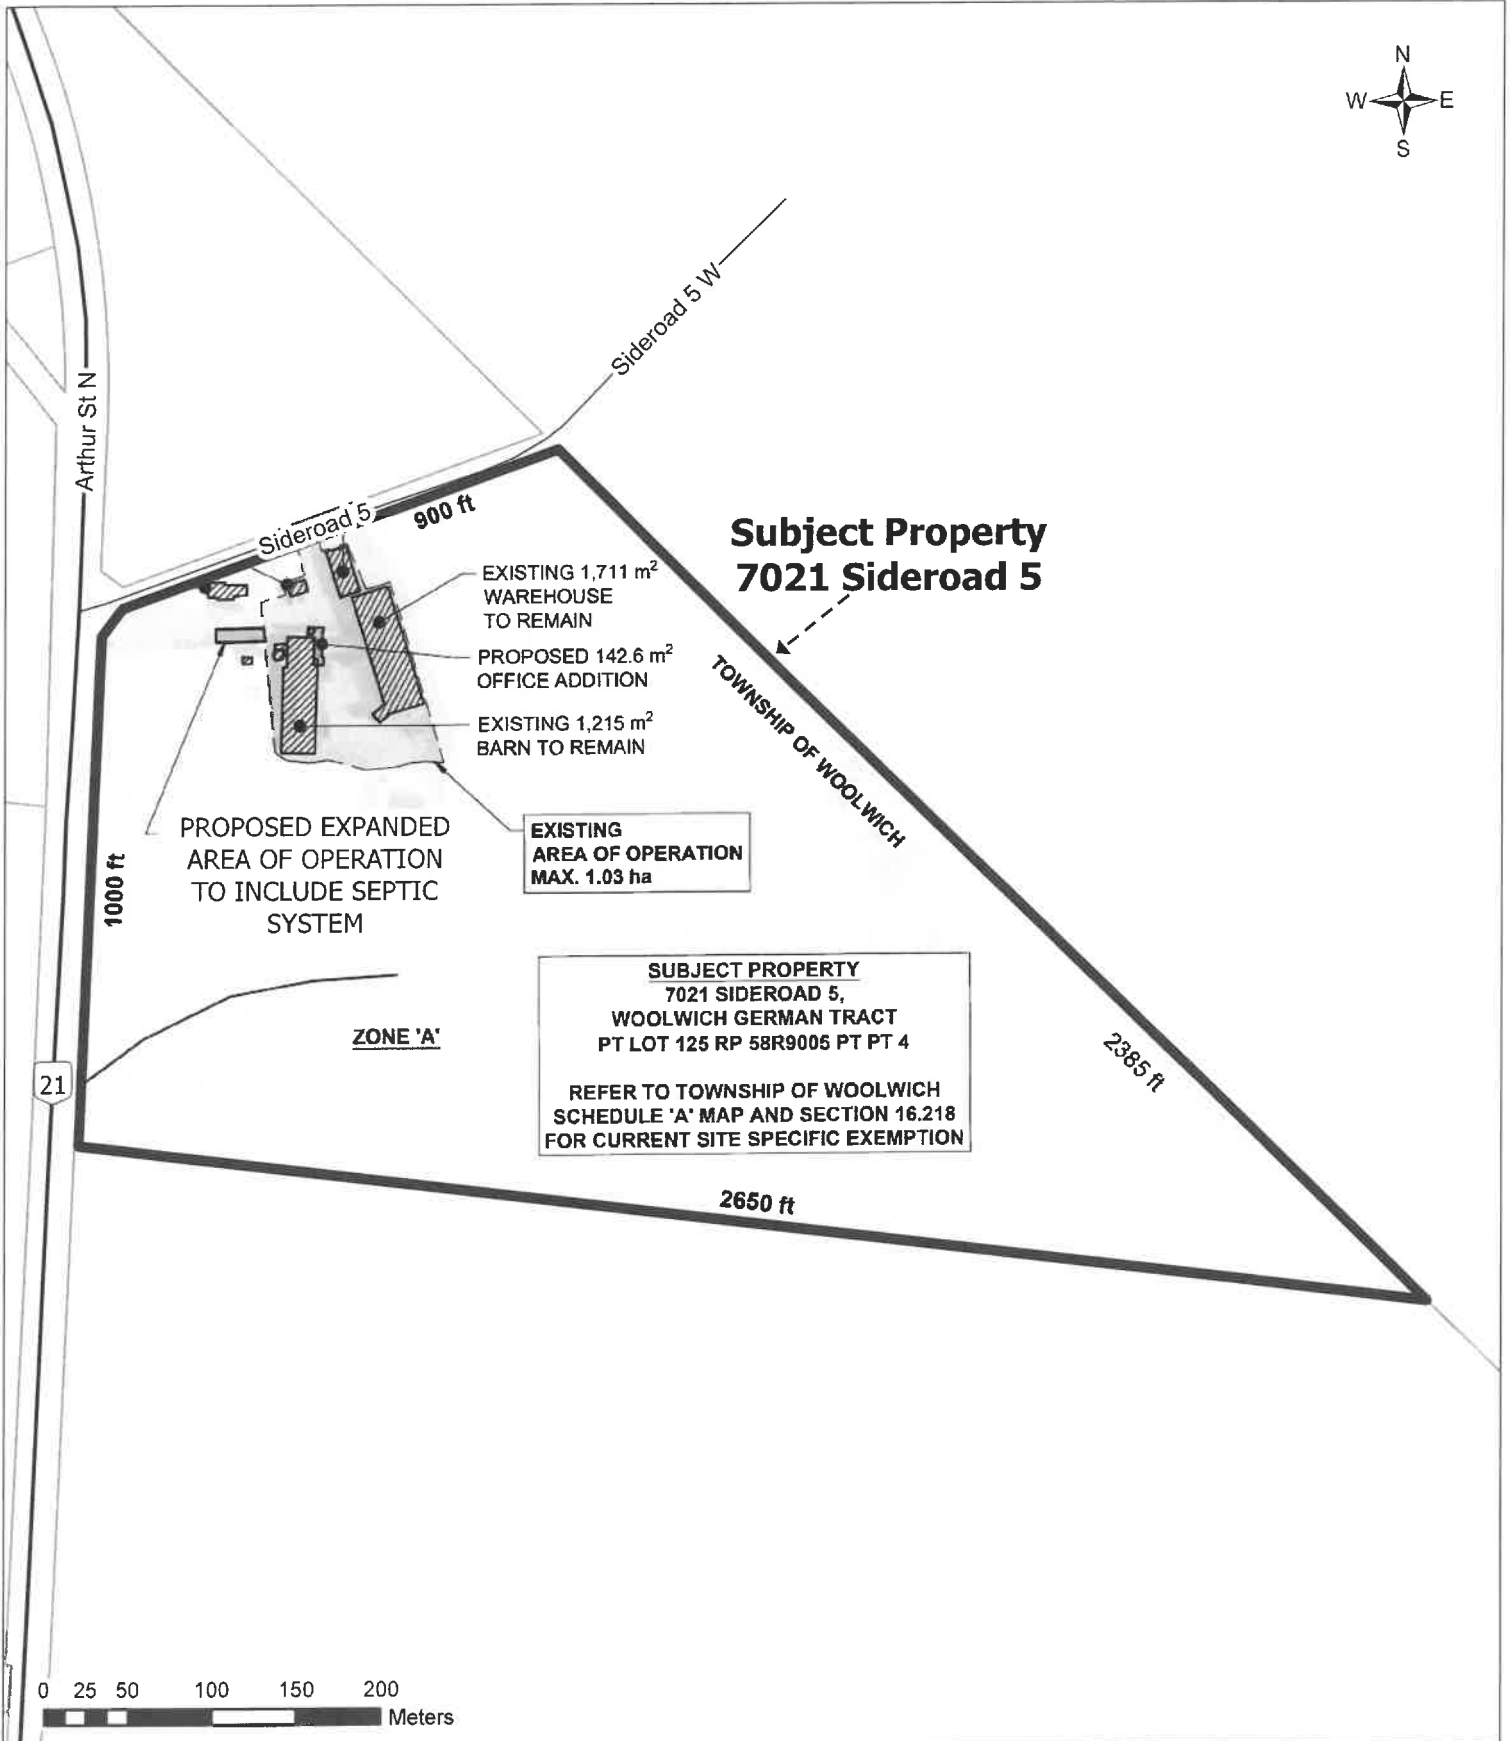 N
W E
S
Sideroad 5 W
Arthur St N
Sideroad 5
900 ft
Subject Property
7021 Sideroad 5
EXISTING 1,711 m²
WAREHOUSE
TO REMAIN
PROPOSED 142.6 m²
OFFICE ADDITION
EXISTING 1,215 m²
BARN TO REMAIN
TOWNSHIP OF WOOLWICH
PROPOSED EXPANDED
AREA OF OPERATION
TO INCLUDE SEPTIC
SYSTEM
EXISTING
AREA OF OPERATION
MAX. 1.03 ha
1000 ft
SUBJECT PROPERTY
7021 SIDEROAD 5,
WOOLWICH GERMAN TRACT
PT LOT 125 RP 58R9005 PT PT 4
REFER TO TOWNSHIP OF WOOLWICH
SCHEDULE 'A' MAP AND SECTION 16.218
FOR CURRENT SITE SPECIFIC EXEMPTION
ZONE 'A'
2385 ft
21
2650 ft
0 25 50 100 150 200
Meters